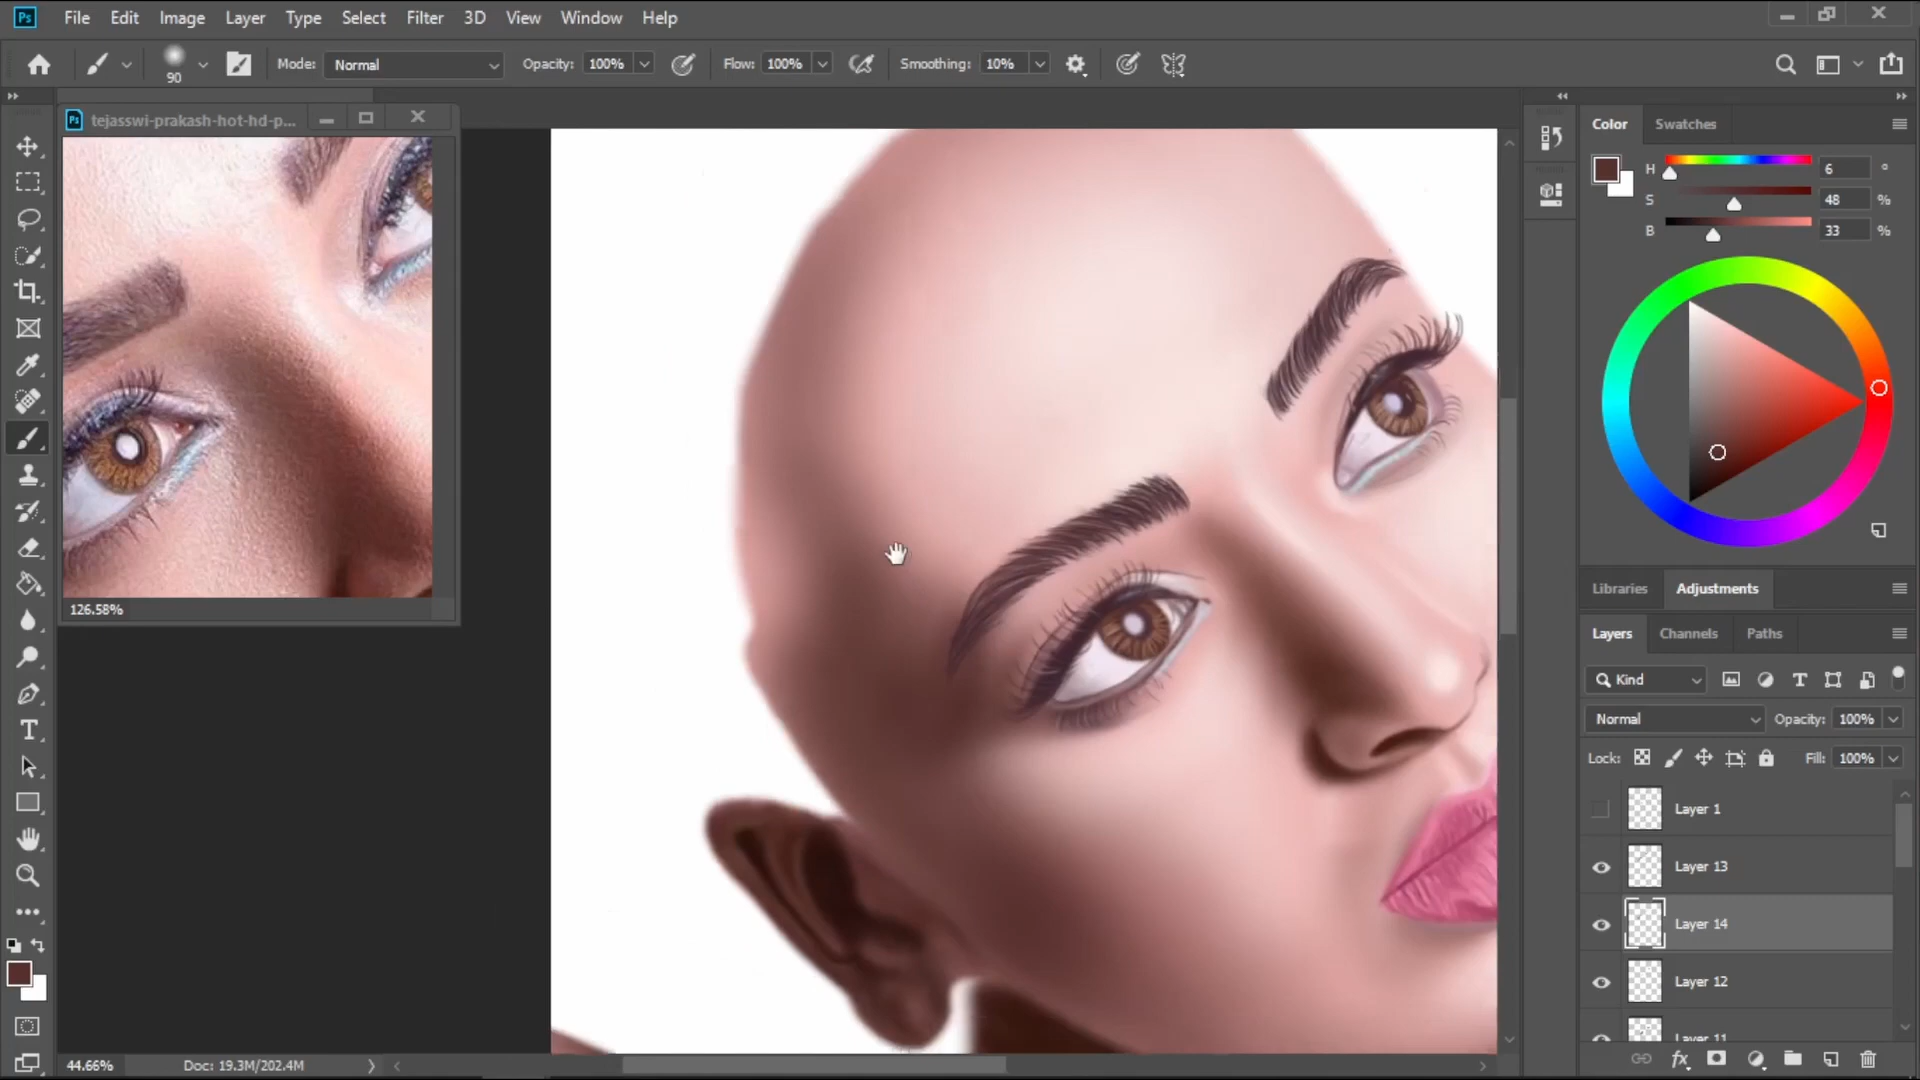 Ps File Edit Image Layer Type Select Filter 3D View Window Help
90 Mode: Normal Opacity: 100% Flow: 100% Smoothing: 10%
Ps tejasswi-prakash-hot-hd-p...
126.58%
Color Swatches
H 6 °
S 48 %
B 33 %
Libraries Adjustments
Layers Channels Paths
Kind
Normal Opacity: 100%
Lock: Fill: 100%
Layer 1
Layer 13
Layer 14
Layer 12
Layer 11
44.66% Doc: 19.3M/202.4M